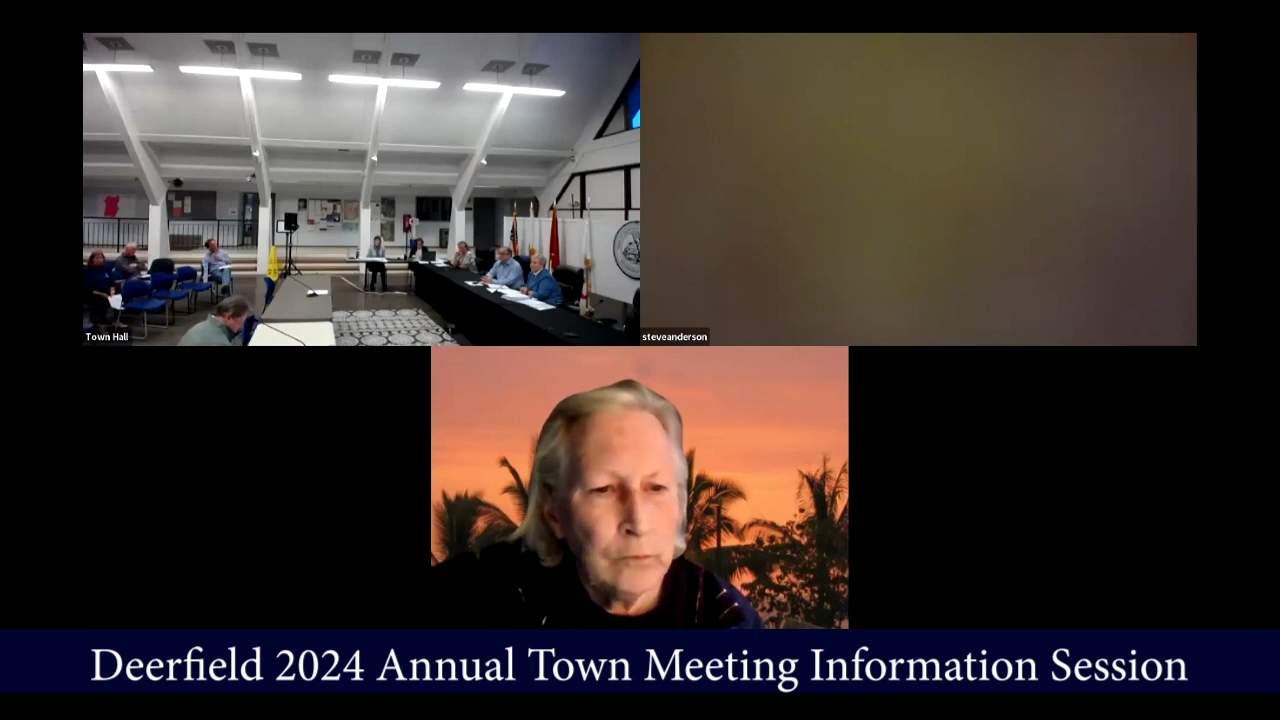 Town Hall
steveanderson
Deerfield 2024 Annual Town Meeting Information Session